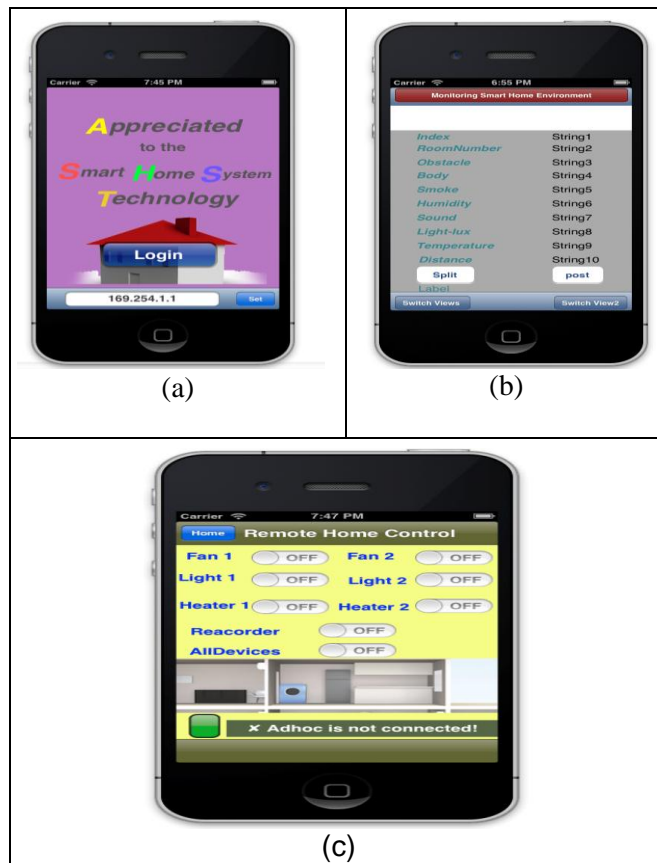 Carrier 7:45 PM
Appreciated
to the
Smart Home System
Technology
Login
169.254.1.1 Set
(a)
Carrier 6:55 PM
Monitoring Smart Home Environment
Index String1
RoomNumber String2
Obstacle String3
Body String4
Smoke String5
Humidity String6
Sound String7
Light-lux String8
Temperature String9
Distance String10
Split post
Label
Switch Views Switch View2
(b)
Carrier 7:47 PM
Home Remote Home Control
Fan 1 OFF Fan 2 OFF
Light 1 OFF Light 2 OFF
Heater 1 OFF Heater 2 OFF
Reacorder OFF
AllDevices OFF
✗ Adhoc is not connected!
(c)